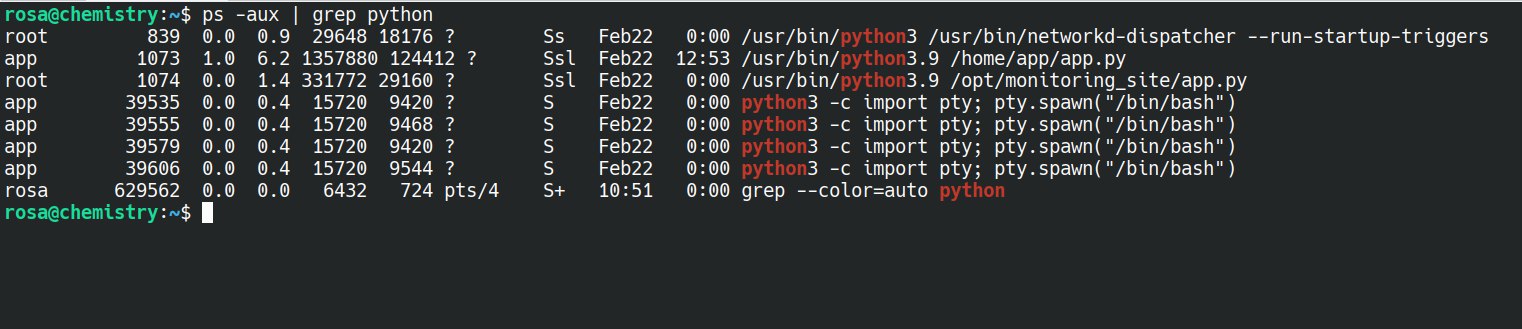 rosa@chemistry:~$ ps -aux | grep python
root         839  0.0  0.9  29648 18176 ?        Ss   Feb22   0:00 /usr/bin/python3 /usr/bin/networkd-dispatcher --run-startup-triggers
app         1073  1.0  6.2 1357880 124412 ?      Ssl  Feb22  12:53 /usr/bin/python3.9 /home/app/app.py
root        1074  0.0  1.4 331772 29160 ?        Ssl  Feb22   0:00 /usr/bin/python3.9 /opt/monitoring_site/app.py
app        39535  0.0  0.4  15720  9420 ?        S    Feb22   0:00 python3 -c import pty; pty.spawn("/bin/bash")
app        39555  0.0  0.4  15720  9468 ?        S    Feb22   0:00 python3 -c import pty; pty.spawn("/bin/bash")
app        39579  0.0  0.4  15720  9420 ?        S    Feb22   0:00 python3 -c import pty; pty.spawn("/bin/bash")
app        39606  0.0  0.4  15720  9544 ?        S    Feb22   0:00 python3 -c import pty; pty.spawn("/bin/bash")
rosa      629562  0.0  0.0   6432   724 pts/4    S+   10:51   0:00 grep --color=auto python
rosa@chemistry:~$